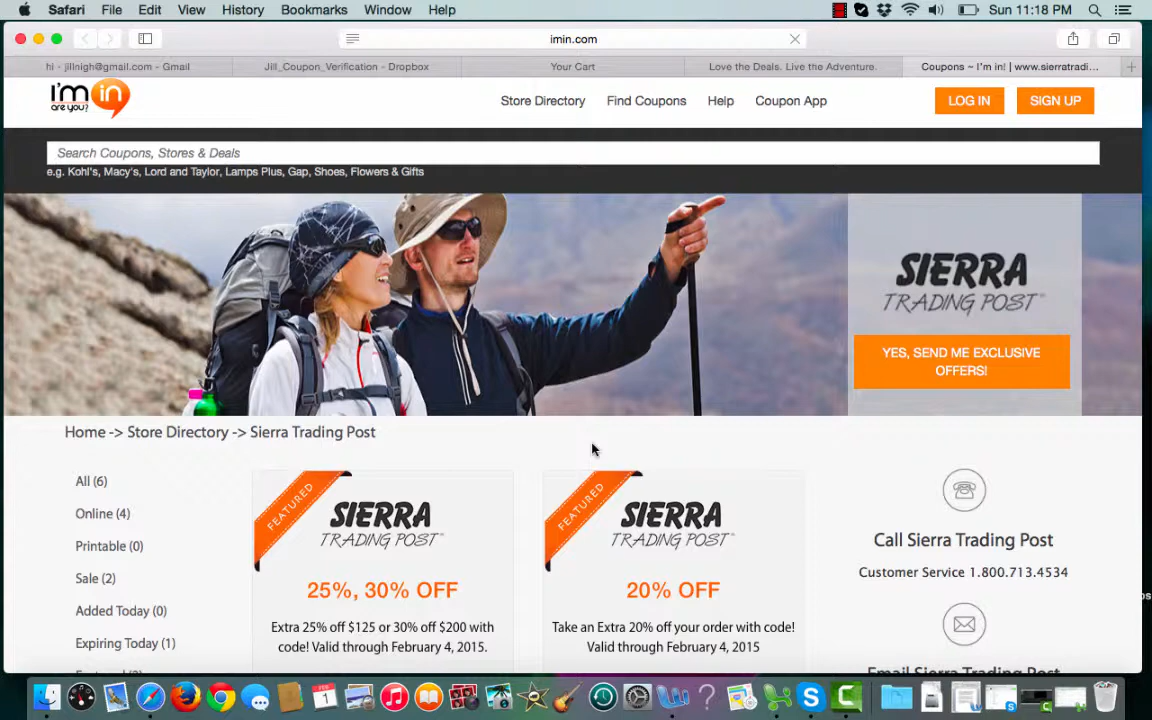 Safari File Edit View History Bookmarks Window Help Sun 11:18 PM
imin.com
hi - jillnigh@gmail.com - Gmail
Jill_Coupon_Verification - Dropbox
Your Cart
Love the Deals. Live the Adventure.
Coupons ~ I'm in! | www.sierratradi...
I'm in
are you?
Store Directory Find Coupons Help Coupon App LOG IN SIGN UP
Search Coupons, Stores & Deals
e.g. Kohl's, Macy's, Lord and Taylor, Lamps Plus, Gap, Shoes, Flowers & Gifts
SIERRA
TRADING POST
YES, SEND ME EXCLUSIVE
OFFERS!
Home -> Store Directory -> Sierra Trading Post
All (6)
Online (4)
Printable (0)
Sale (2)
Added Today (0)
Expiring Today (1)
FEATURED
SIERRA
TRADING POST
25%, 30% OFF
Extra 25% off $125 or 30% off $200 with
code! Valid through February 4, 2015.
FEATURED
SIERRA
TRADING POST
20% OFF
Take an Extra 20% off your order with code!
Valid through February 4, 2015
Call Sierra Trading Post
Customer Service 1.800.713.4534
Email Sierra Trading Post